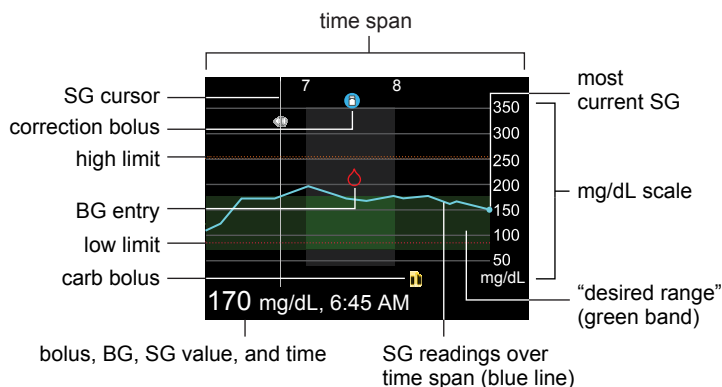 time span
7 8
SG cursor
correction bolus
high limit
BG entry
low limit
carb bolus
350
300
250
200
150
100
50
mg/dL
170 mg/dL, 6:45 AM
most
current SG
mg/dL scale
“desired range”
(green band)
bolus, BG, SG value, and time
SG readings over
time span (blue line)